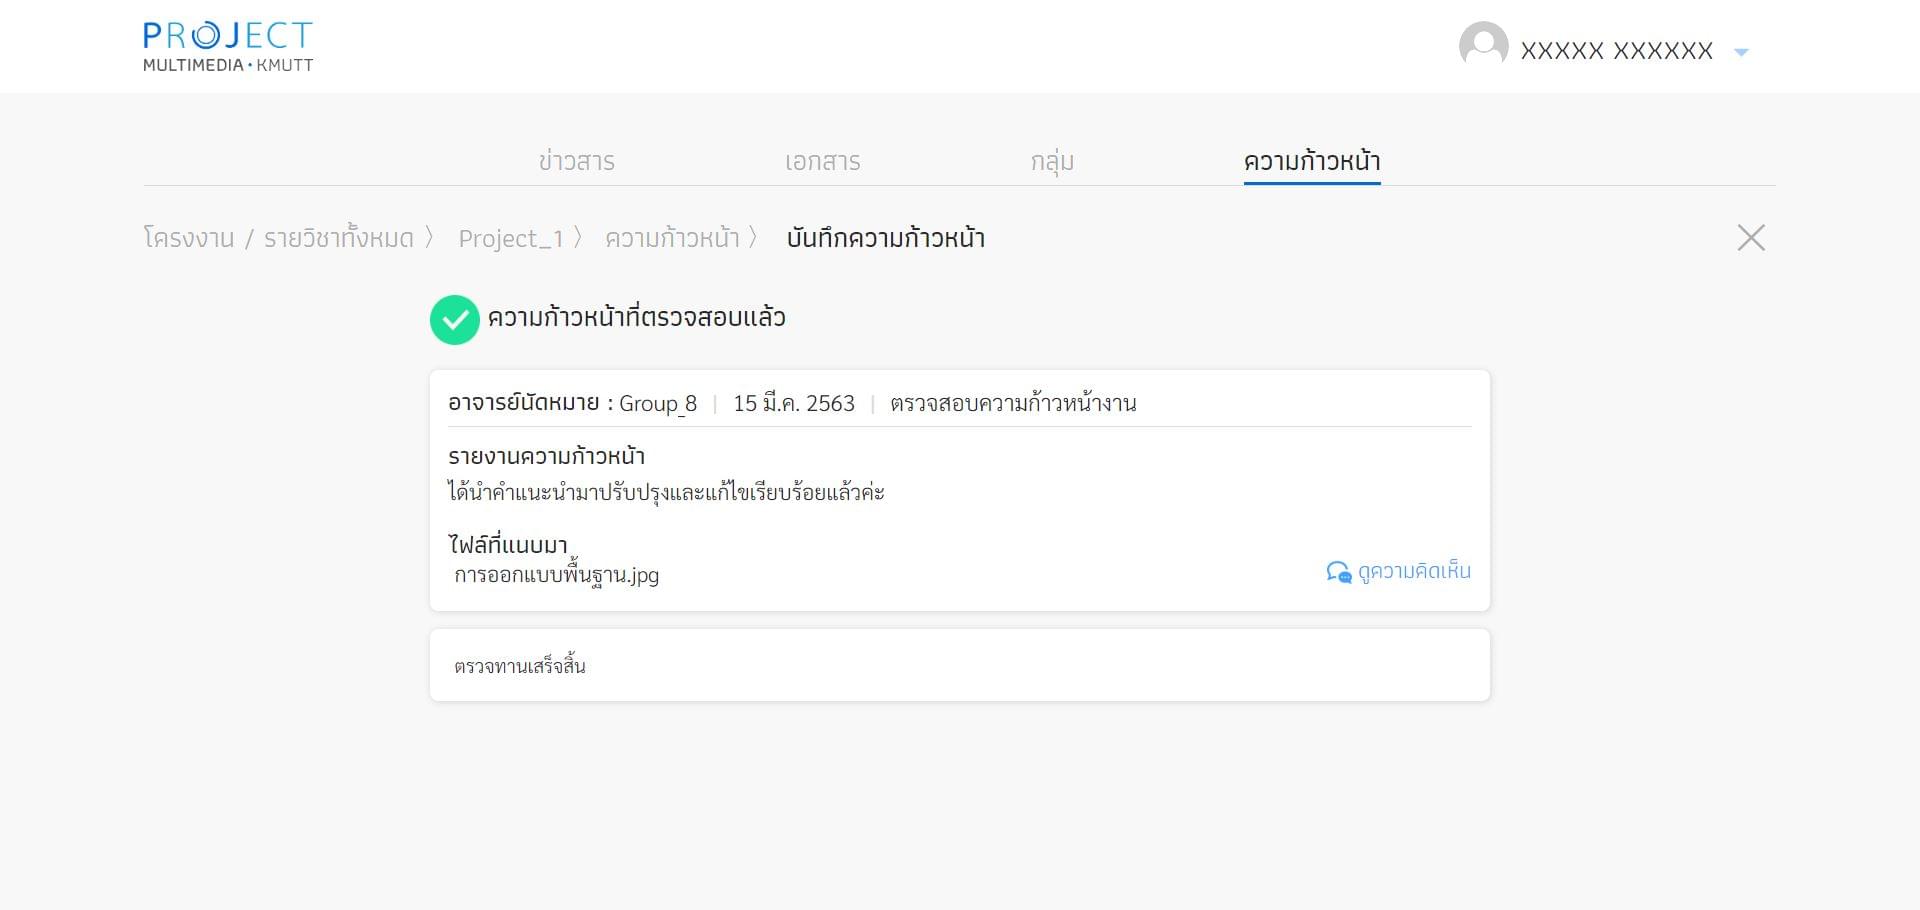 PROJECT
MULTIMEDIA • KMUTT
XXXXX XXXXXX
ข่าวสาร เอกสาร กลุ่ม ความก้าวหน้า
โครงงาน / รายวิชาทั้งหมด 〉 Project_1 〉 ความก้าวหน้า 〉 บันทึกความก้าวหน้า
ความก้าวหน้าที่ตรวจสอบแล้ว
อาจารย์นัดหมาย : Group_8 | 15 มี.ค. 2563 | ตรวจสอบความก้าวหน้างาน
รายงานความก้าวหน้า
ได้นำคำแนะนำมาปรับปรุงและแก้ไขเรียบร้อยแล้วค่ะ
ไฟล์ที่แนบมา
การออกแบบพื้นฐาน.jpg
ดูความคิดเห็น
ตรวจทานเสร็จสิ้น